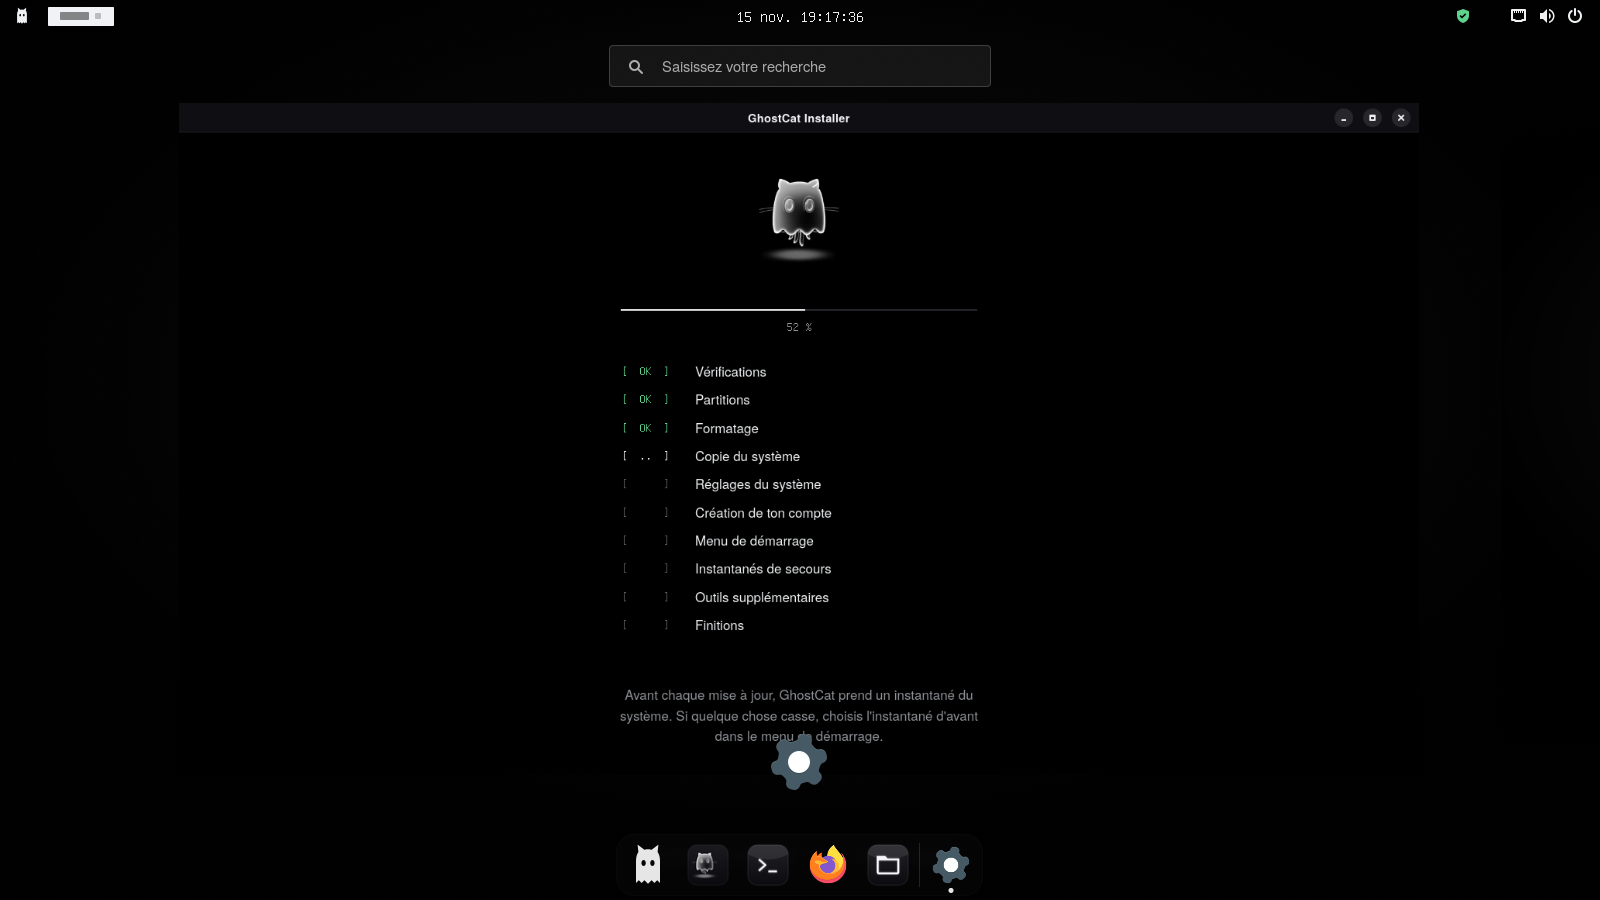 15 nov. 19:17:36
Saisissez votre recherche
GhostCat Installer
52 %
[ OK ] Vérifications
[ OK ] Partitions
[ OK ] Formatage
[ .. ] Copie du système
[ ] Réglages du système
[ ] Création de ton compte
[ ] Menu de démarrage
[ ] Instantanés de secours
[ ] Outils supplémentaires
[ ] Finitions
Avant chaque mise à jour, GhostCat prend un instantané du
système. Si quelque chose casse, choisis l'instantané d'avant
dans le menu de démarrage.